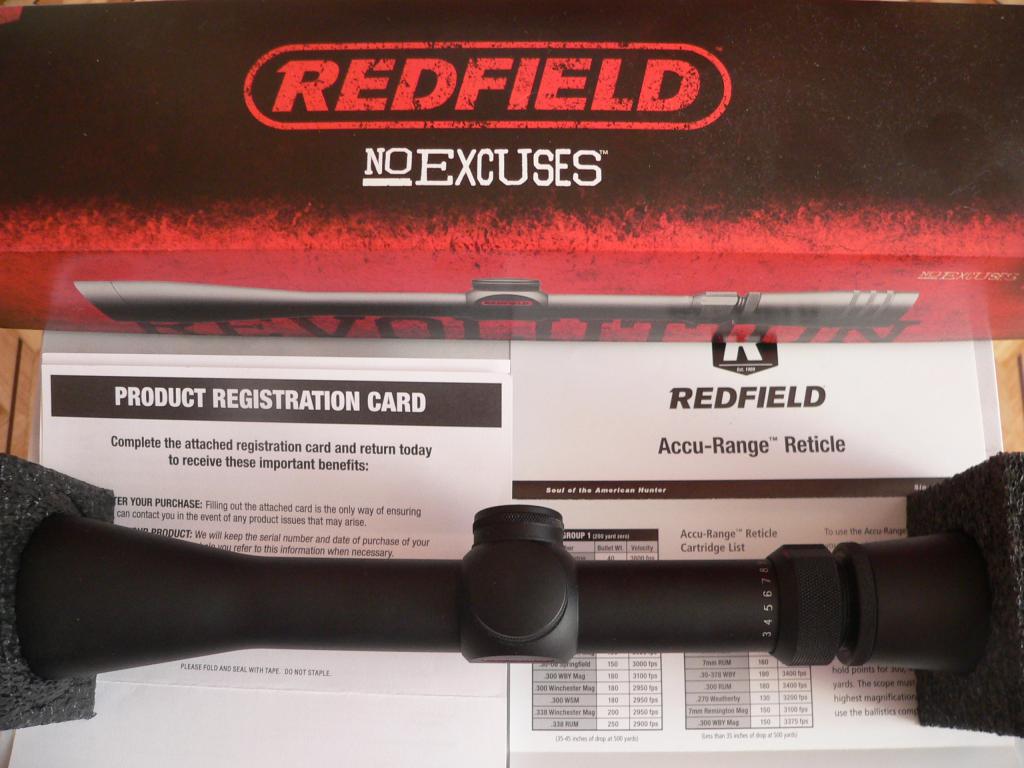 REDFIELD
NO EXCUSES™
NO EXCUSES
REDFIELD
REVOLUTION
PRODUCT REGISTRATION CARD
Complete the attached registration card and return today
to receive these important benefits:
YOUR PURCHASE: Filling out the attached card is the only way of ensuring
can contact you in the event of any product issues that may arise.
PRODUCT: We will keep the serial number and date of purchase of your
you refer to this information when necessary.
PLEASE FOLD AND SEAL WITH TAPE. DO NOT STAPLE.
R
Est. 1909
REDFIELD
Accu-Range™ Reticle
Soul of the American Hunter
GROUP 1 (200 yard zero)
Bullet Wt. Velocity
40
Accu-Range™ Reticle
Cartridge List
To use the Accu-Range
3 4 5 6 7 8
.30-06 Springfield 150 3000 fps
.300 WBY Mag 180 3100 fps
.300 Winchester Mag 180 2950 fps
.300 WSM 180 2950 fps
.338 Winchester Mag 200 2950 fps
.338 RUM 250 2900 fps
(35-45 inches of drop at 500 yards)
7mm RUM 160
.30-378 WBY 180 3400 fps
.300 RUM 180 3400 fps
.270 Weatherby 130 3200 fps
7mm Remington Mag 150 3100 fps
.300 WBY Mag 150 3375 fps
(Less than 35 inches of drop at 500 yards)
hold points for 300,
yards. The scope must
highest magnification
use the ballistics